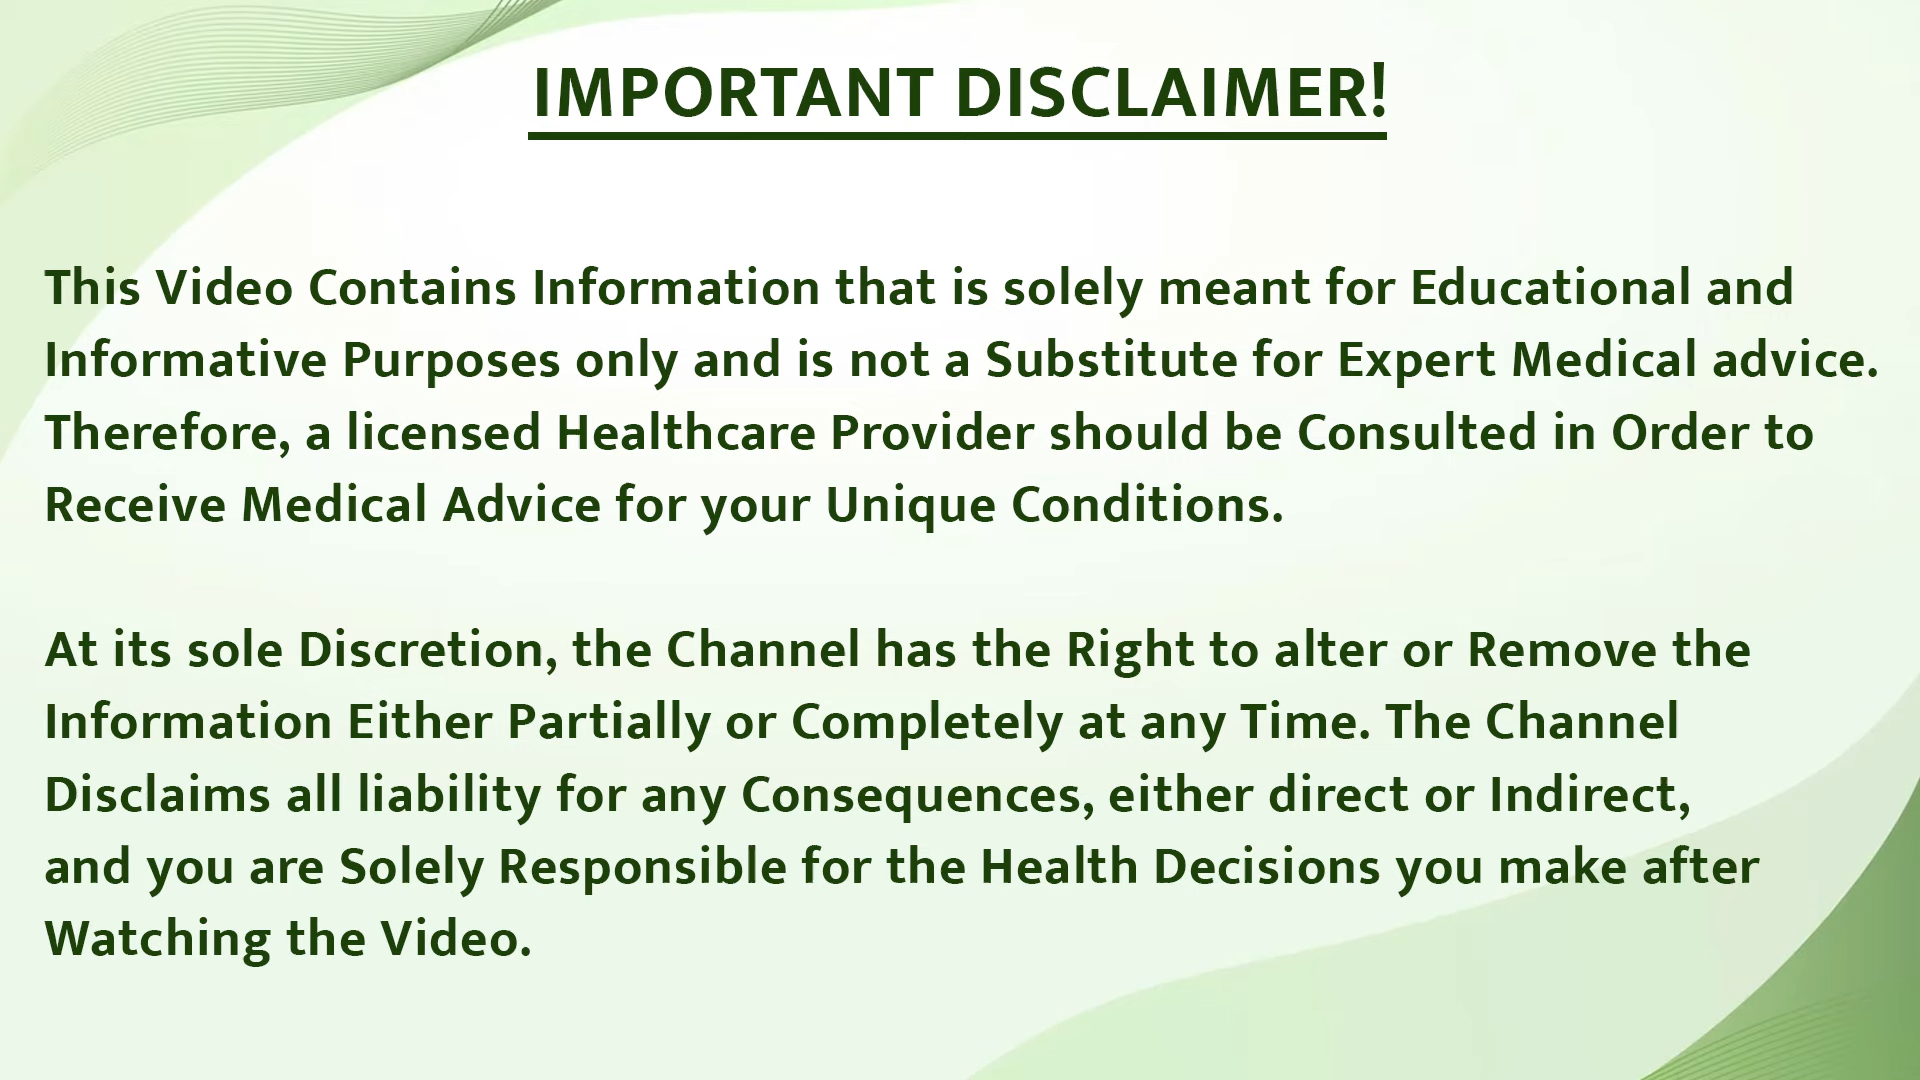 IMPORTANT DISCLAIMER!
This Video Contains Information that is solely meant for Educational and
Informative Purposes only and is not a Substitute for Expert Medical advice.
Therefore, a licensed Healthcare Provider should be Consulted in Order to
Receive Medical Advice for your Unique Conditions.
At its sole Discretion, the Channel has the Right to alter or Remove the
Information Either Partially or Completely at any Time. The Channel
Disclaims all liability for any Consequences, either direct or Indirect,
and you are Solely Responsible for the Health Decisions you make after
Watching the Video.